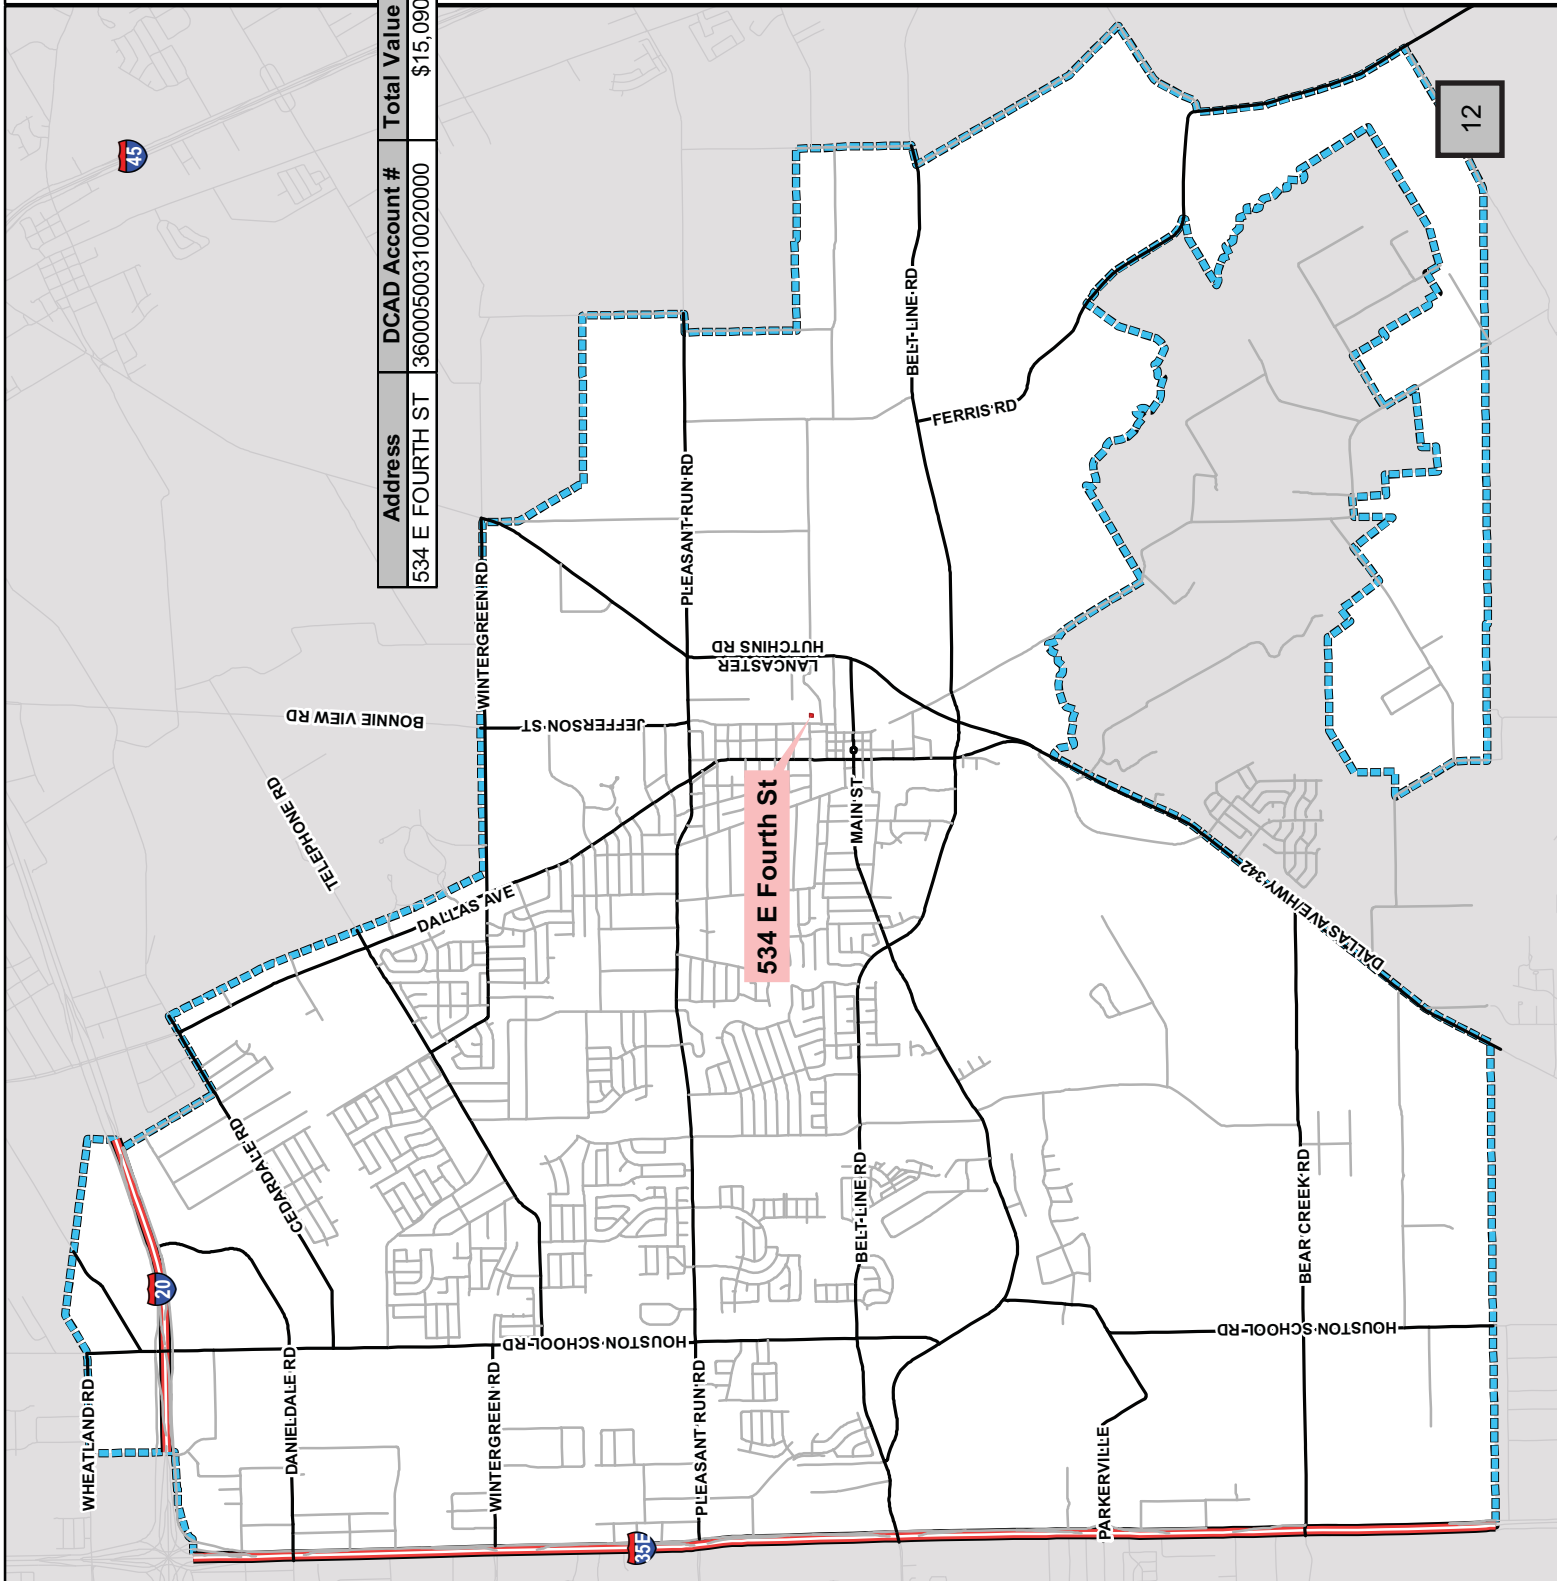 WHEATLAND RD
45
20
CEDARDALE RD
DANIELDALE RD
TELEPHONE RD
BONNIE VIEW RD
Address DCAD Account # Total Value
534 E FOURTH ST 36000500310020000 $15,090
DALLAS AVE
WINTERGREEN RD
WINTERGREEN RD
JEFFERSON ST
HOUSTON SCHOOL RD
35E
PLEASANT RUN RD
PLEASANT RUN RD
LANCASTER
HUTCHINS RD
534 E Fourth St
MAIN ST
BELT LINE RD
BELT LINE RD
FERRIS RD
PARKERVILLE
HOUSTON SCHOOL RD
BEAR CREEK RD
DALLAS AVE/HWY 342
12